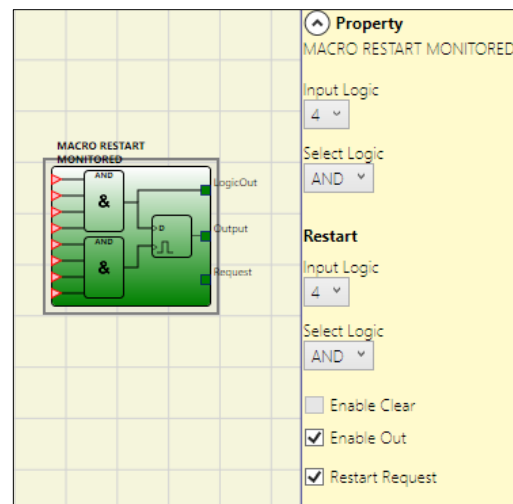 MACRO RESTART
MONITORED
AND
&
AND
&
D
LogicOut
Output
Request
Property
MACRO RESTART MONITORED
Input Logic
4
Select Logic
AND
Restart
Input Logic
4
Select Logic
AND
Enable Clear
Enable Out
Restart Request